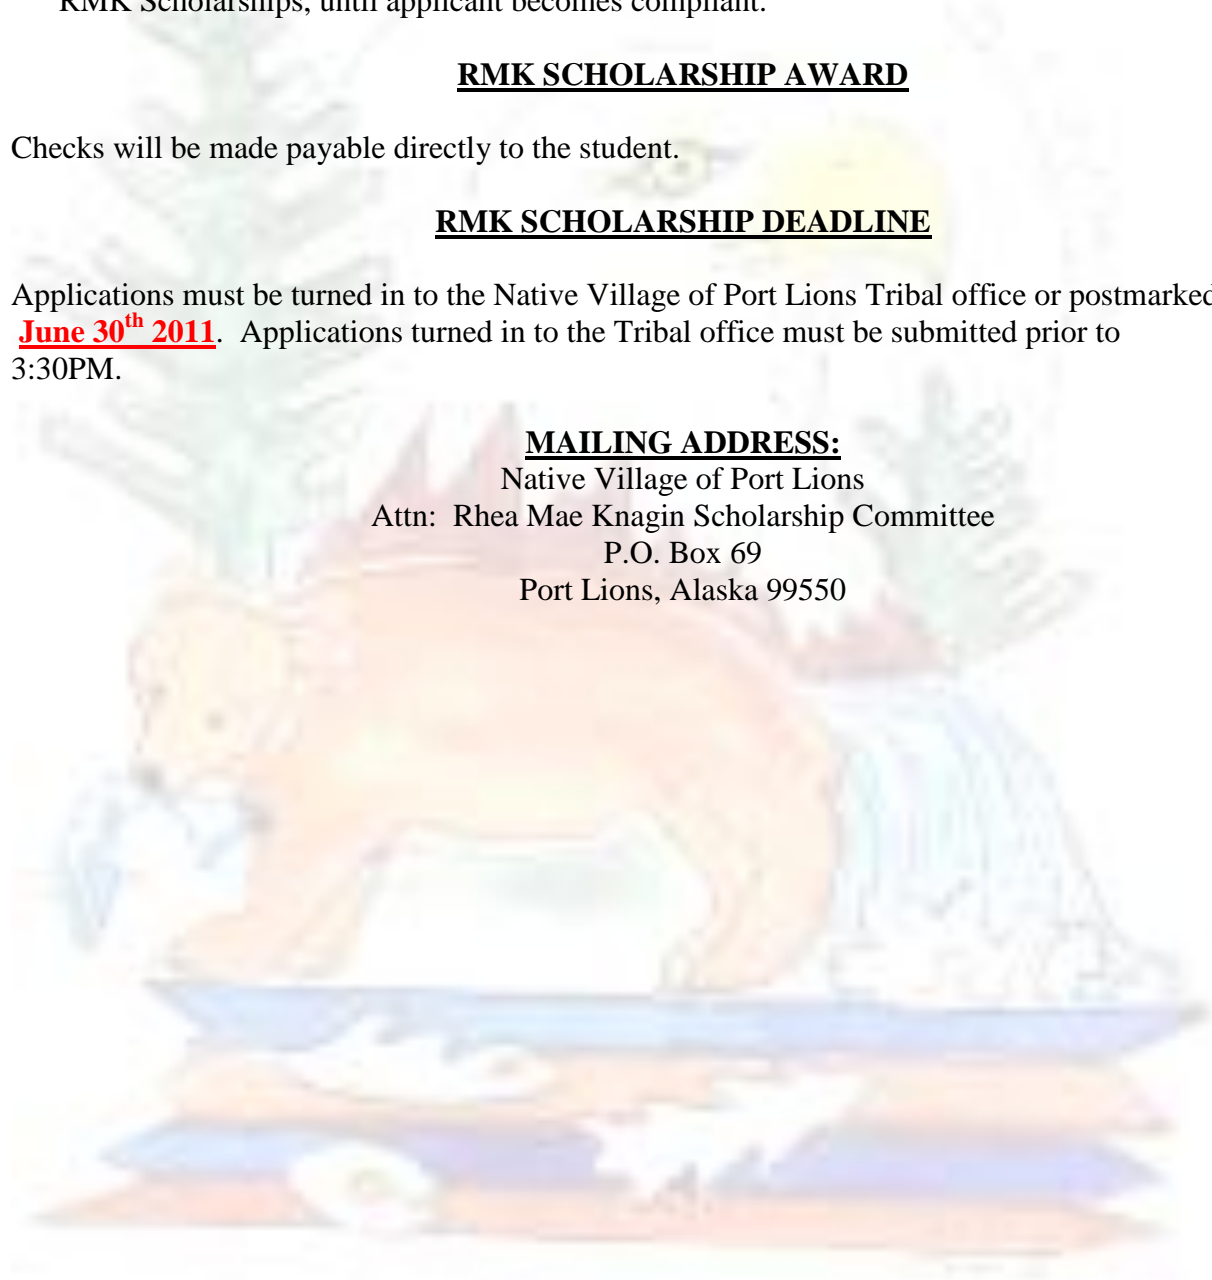 RMK Scholarships, until applicant becomes compliant.
RMK SCHOLARSHIP AWARD
Checks will be made payable directly to the student.
RMK SCHOLARSHIP DEADLINE
Applications must be turned in to the Native Village of Port Lions Tribal office or postmarked
June 30th 2011. Applications turned in to the Tribal office must be submitted prior to
3:30PM.
MAILING ADDRESS:
Native Village of Port Lions
Attn: Rhea Mae Knagin Scholarship Committee
P.O. Box 69
Port Lions, Alaska 99550